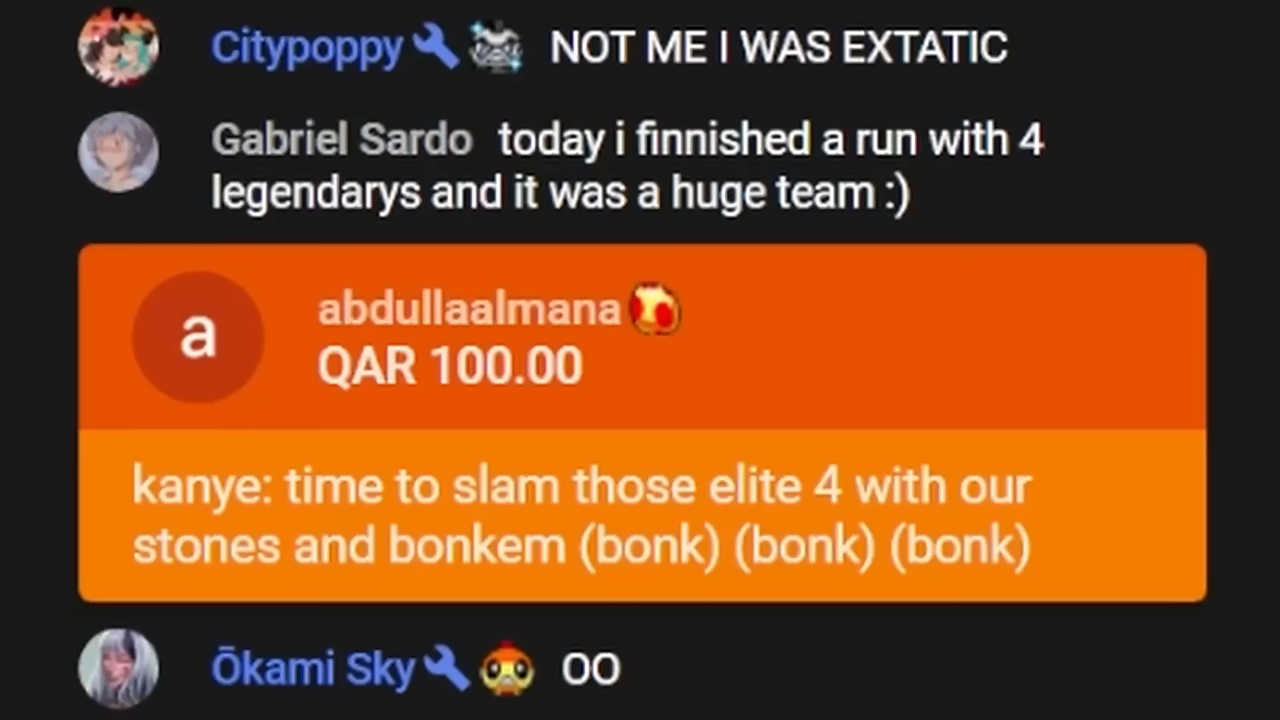 Citypoppy NOT ME I WAS EXTATIC
Gabriel Sardo today i finnished a run with 4
legendarys and it was a huge team :)
a
abdullaalmana
QAR 100.00
kanye: time to slam those elite 4 with our
stones and bonkem (bonk) (bonk) (bonk)
Ōkami Sky OO